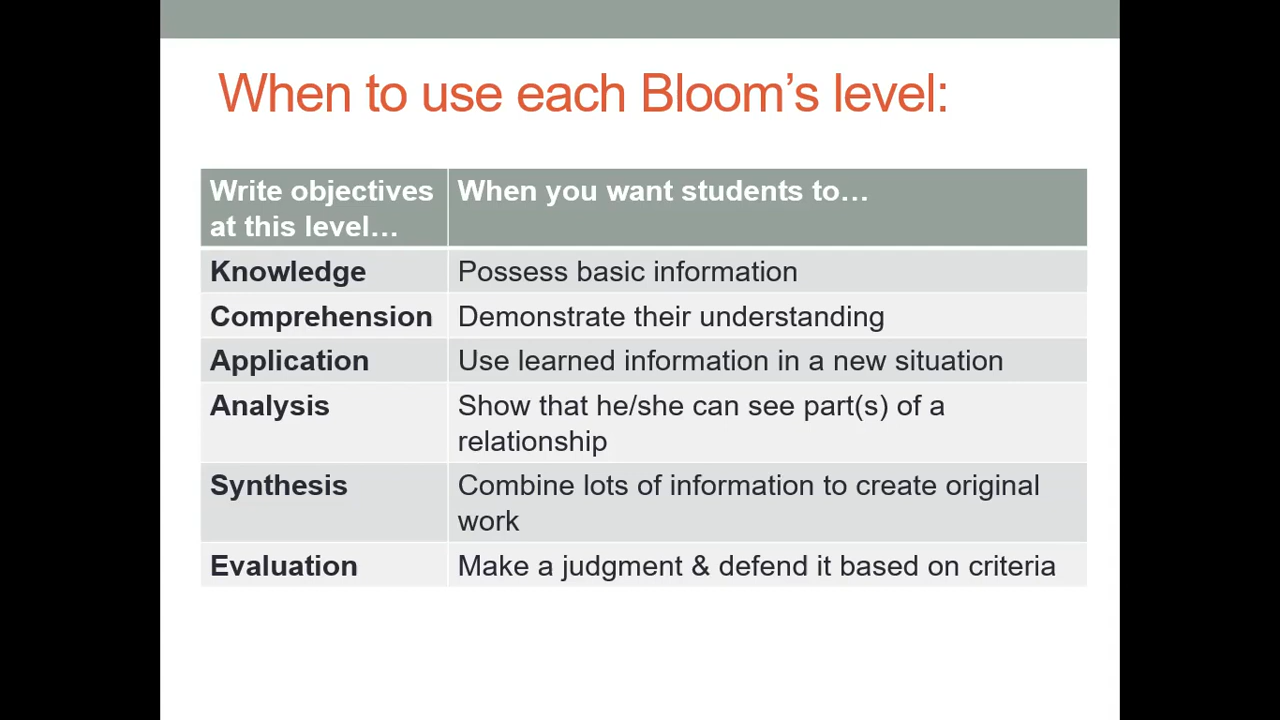 When to use each Bloom’s level:
Write objectives
at this level…
When you want students to…
Knowledge
Possess basic information
Comprehension
Demonstrate their understanding
Application
Use learned information in a new situation
Analysis
Show that he/she can see part(s) of a
relationship
Synthesis
Combine lots of information to create original
work
Evaluation
Make a judgment & defend it based on criteria